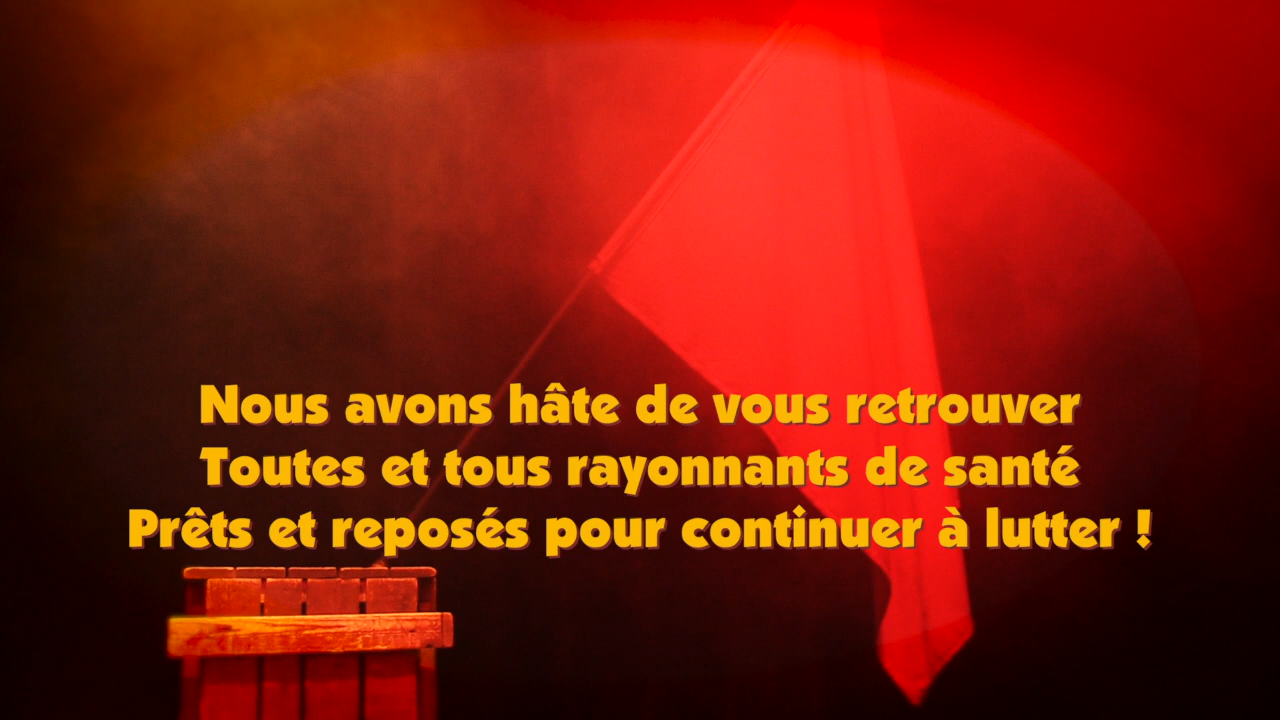 Nous avons hâte de vous retrouver
Toutes et tous rayonnants de santé
Prêts et reposés pour continuer à lutter !